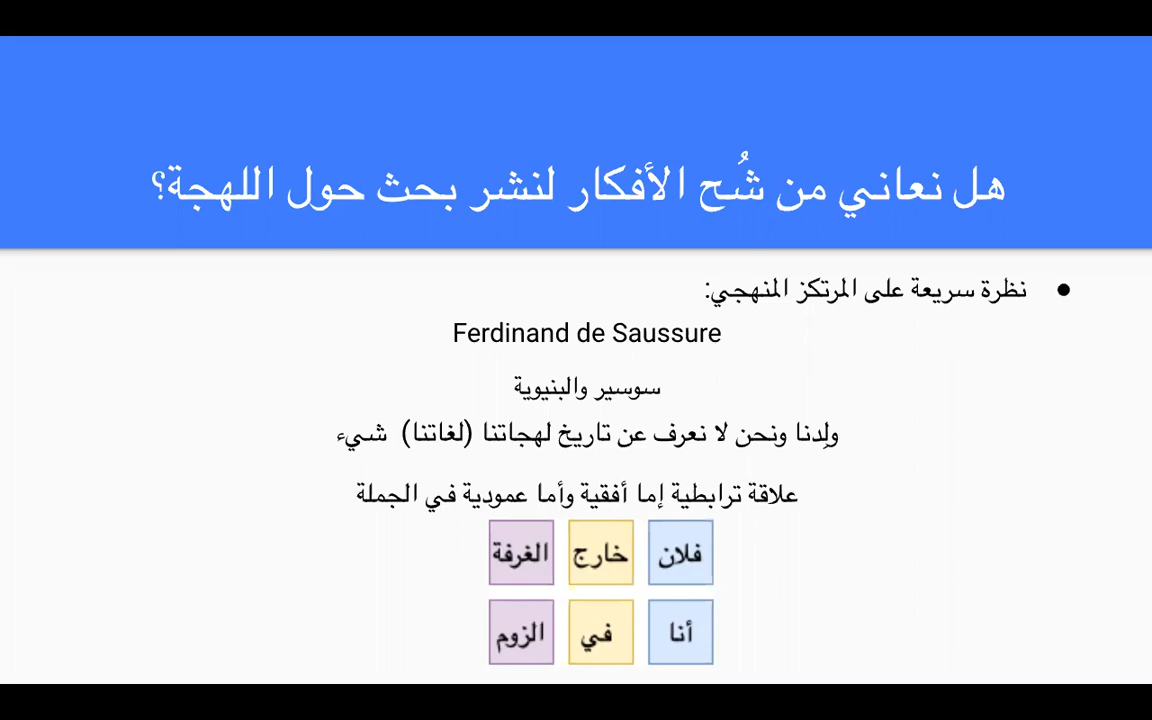 هل نعاني من شُح الأفكار لنشر بحث حول اللهجة؟
● نظرة سريعة على المرتكز المنهجي:
Ferdinand de Saussure
سوسير والبنيوية
ولِدنا ونحن لا نعرف عن تاريخ لهجاتنا (لغاتنا) شيء
علاقة ترابطية إما أفقية وأما عمودية في الجملة
فلان خارج الغرفة
أنا في الزوم